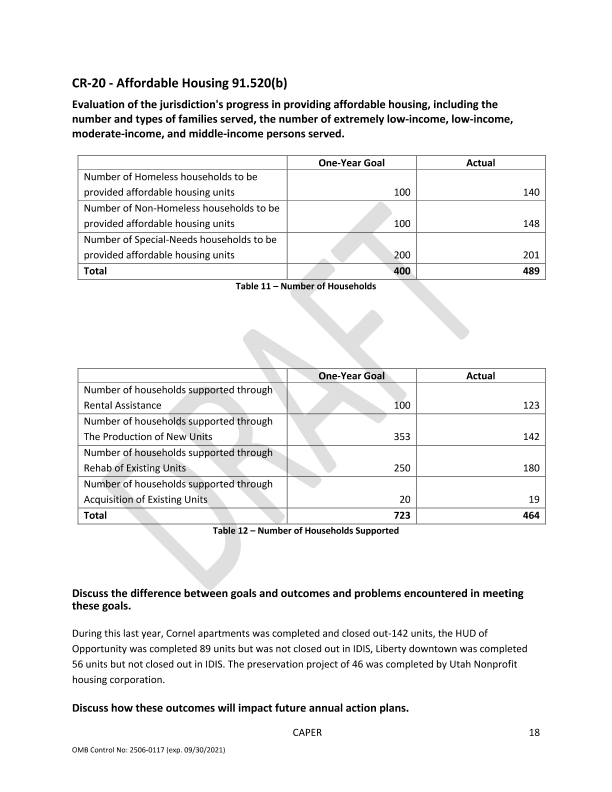 CR-20 - Affordable Housing 91.520(b)
Evaluation of the jurisdiction's progress in providing affordable housing, including the
number and types of families served, the number of extremely low-income, low-income,
moderate-income, and middle-income persons served.
One-Year Goal Actual
Number of Homeless households to be
provided affordable housing units 100 140
Number of Non-Homeless households to be
provided affordable housing units 100 148
Number of Special-Needs households to be
provided affordable housing units 200 201
Total 400 489
Table 11 – Number of Households
DRAFT
One-Year Goal Actual
Number of households supported through
Rental Assistance 100 123
Number of households supported through
The Production of New Units 353 142
Number of households supported through
Rehab of Existing Units 250 180
Number of households supported through
Acquisition of Existing Units 20 19
Total 723 464
Table 12 – Number of Households Supported
Discuss the difference between goals and outcomes and problems encountered in meeting
these goals.
During this last year, Cornel apartments was completed and closed out-142 units, the HUD of
Opportunity was completed 89 units but was not closed out in IDIS, Liberty downtown was completed
56 units but not closed out in IDIS. The preservation project of 46 was completed by Utah Nonprofit
housing corporation.
Discuss how these outcomes will impact future annual action plans.
CAPER 18
OMB Control No: 2506-0117 (exp. 09/30/2021)